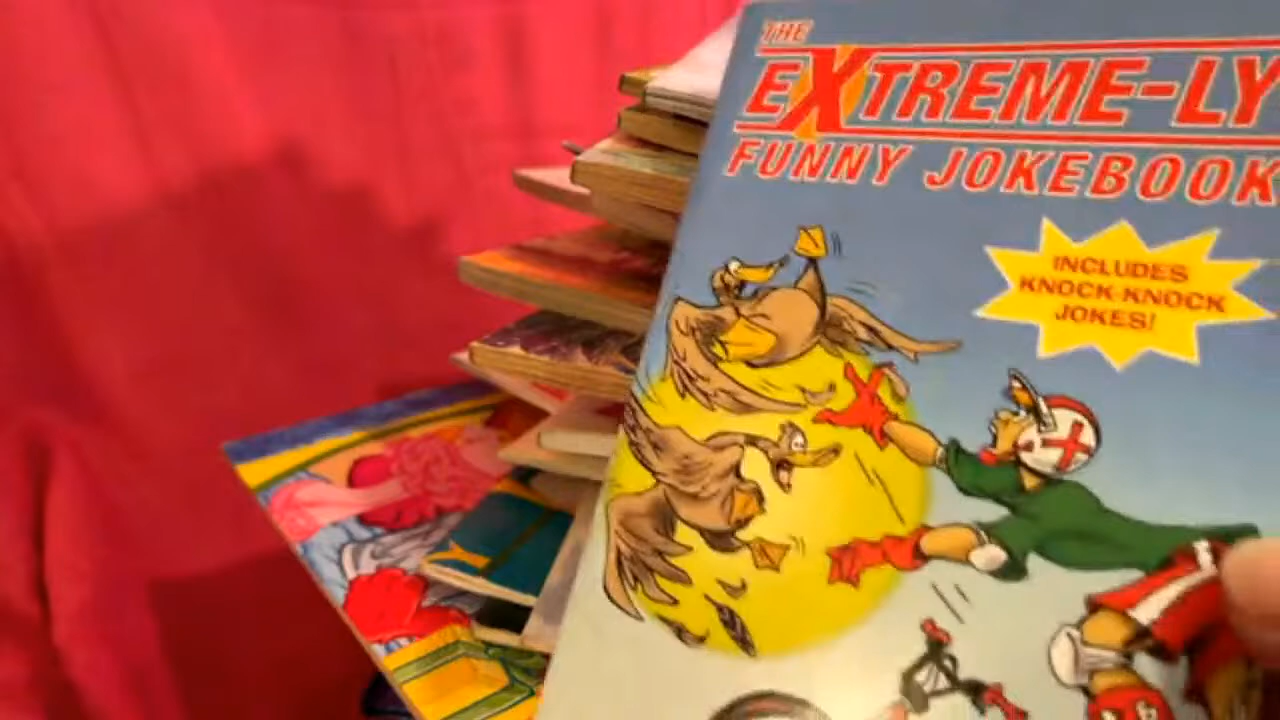 THE
EXTREME-LY
FUNNY JOKEBOOK
INCLUDES
KNOCK-KNOCK
JOKES!